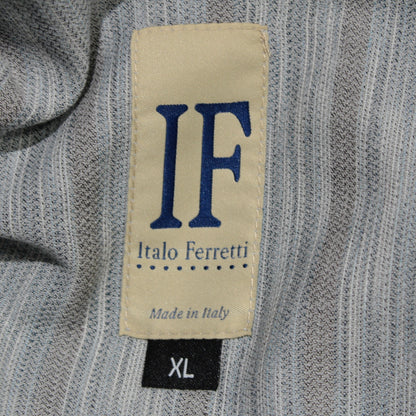 IF
Italo Ferretti
Made in Italy
XL